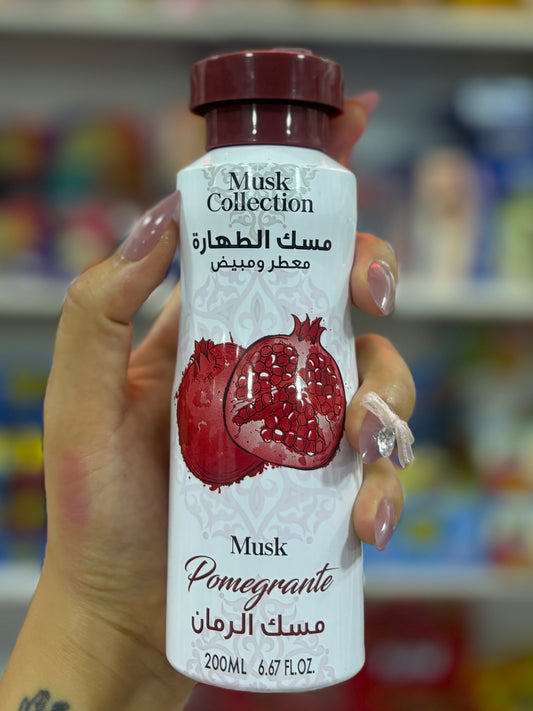 Musk
Collection
مسك الطهارة
معطر ومبيض
Musk
Pomegrante
مسك الرمان
200ML 6.67 FL.OZ.